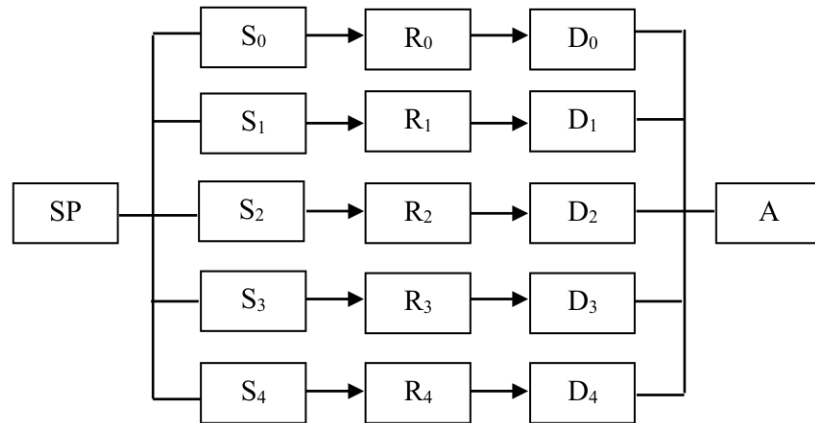 S₀ R₀ D₀
S₁ R₁ D₁
SP S₂ R₂ D₂ A
S₃ R₃ D₃
S₄ R₄ D₄